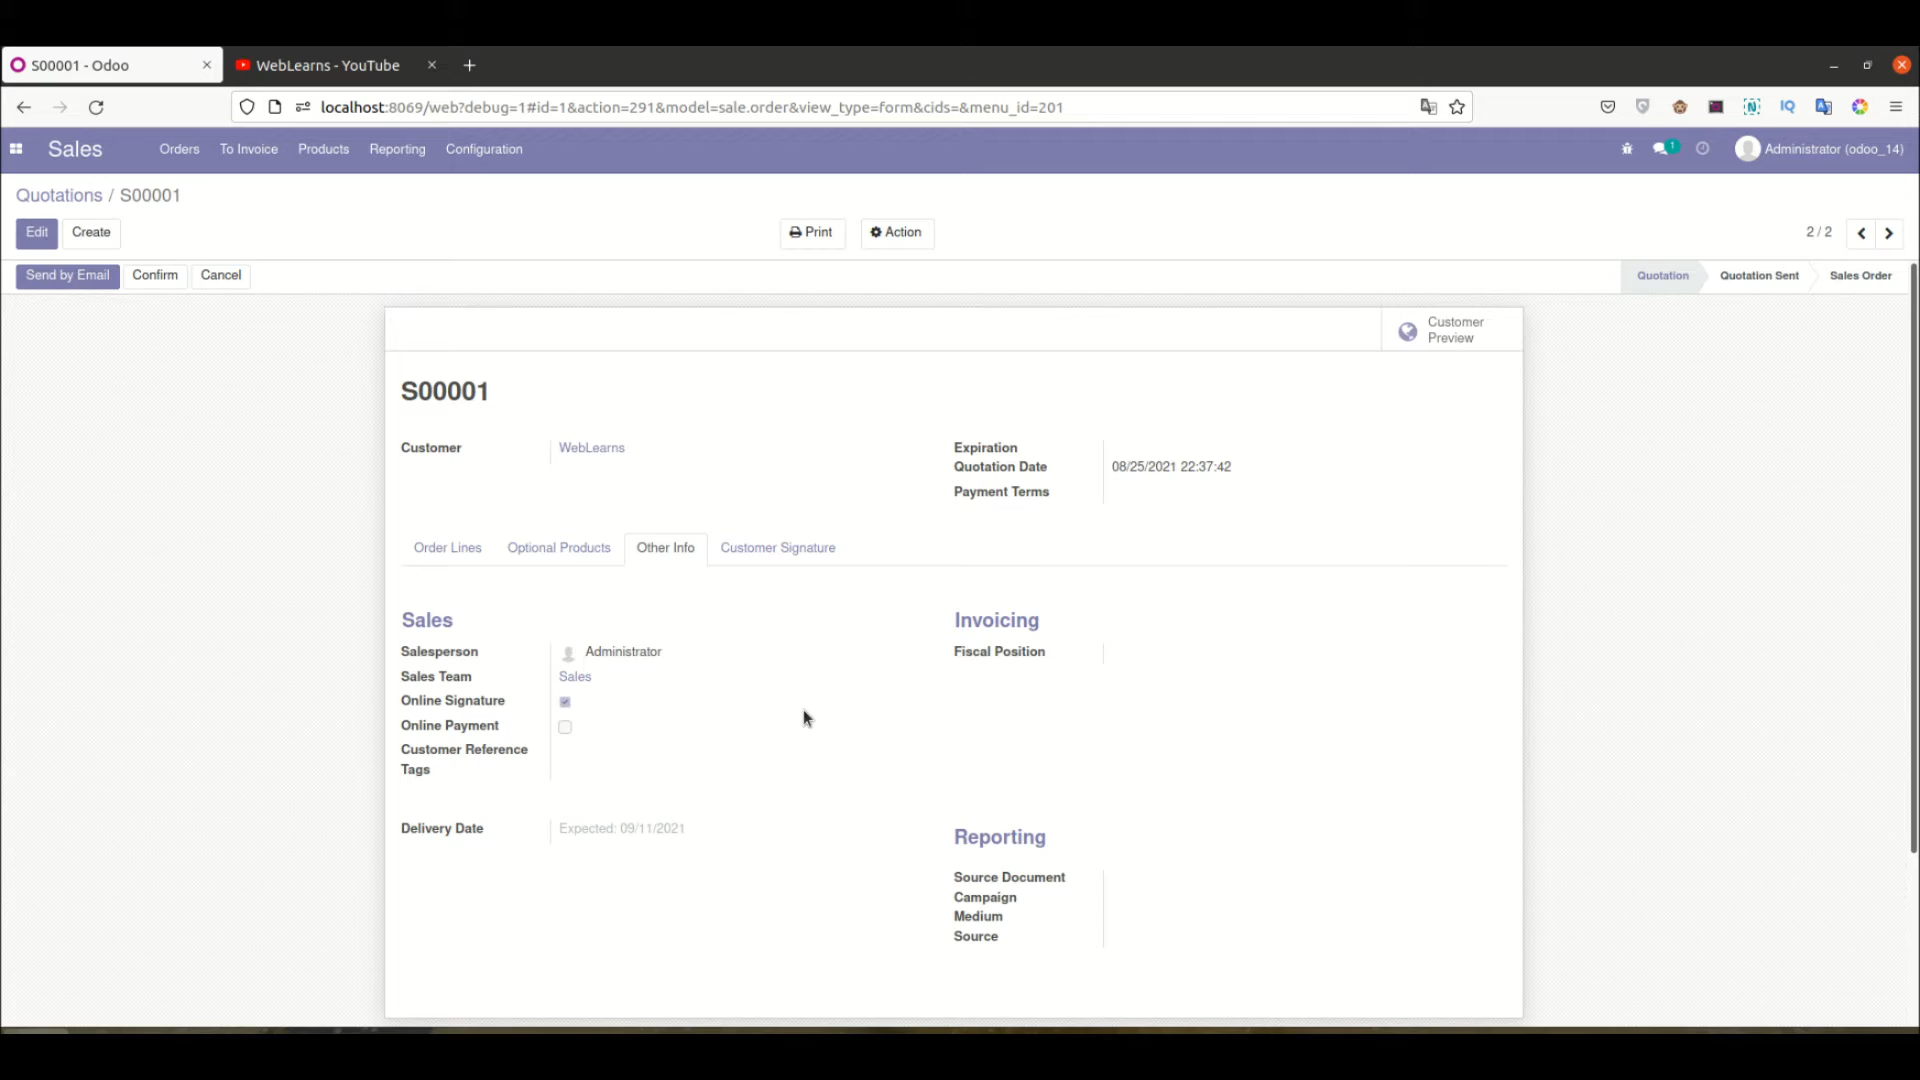 S00001 - Odoo
WebLearns - YouTube
localhost:8069/web?debug=1#id=1&action=291&model=sale.order&view_type=form&cids=&menu_id=201
IQ
Sales
Orders
To Invoice
Products
Reporting
Configuration
1
Administrator (odoo_14)
Quotations / S00001
Edit
Create
Print
Action
2 / 2
Send by Email
Confirm
Cancel
Quotation
Quotation Sent
Sales Order
Customer
Preview
S00001
Customer
WebLearns
Expiration
Quotation Date
08/25/2021 22:37:42
Payment Terms
Order Lines
Optional Products
Other Info
Customer Signature
Sales
Salesperson
Administrator
Sales Team
Sales
Online Signature
Online Payment
Customer Reference
Tags
Delivery Date
Expected: 09/11/2021
Invoicing
Fiscal Position
Reporting
Source Document
Campaign
Medium
Source